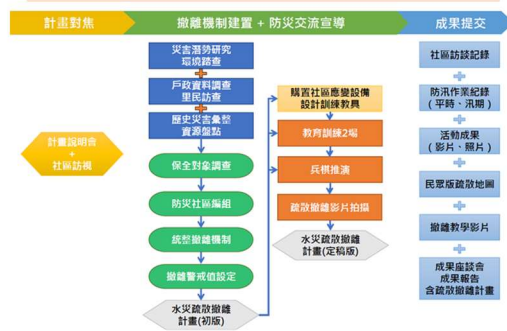 計畫對焦
撤離機制建置 + 防災交流宣導
成果提交
計畫說明會
+
社區訪視
災害潛勢研究
環境踏查
戶政資料調查
里民訪查
歷史災害彙整
資源盤點
保全對象調查
防災社區編組
統整撤離機制
撤離警戒值設定
水災疏散撤離
計畫(初版)
購置社區應變設備
設計訓練教具
教育訓練2場
兵棋推演
疏散撤離影片拍攝
水災疏散撤離
計畫(定稿版)
社區訪談記錄
防汛作業紀錄
(平時、汛期)
活動成果
(影片、照片)
民眾版疏散地圖
撤離教學影片
成果座談會
成果報告
含疏散撤離計畫